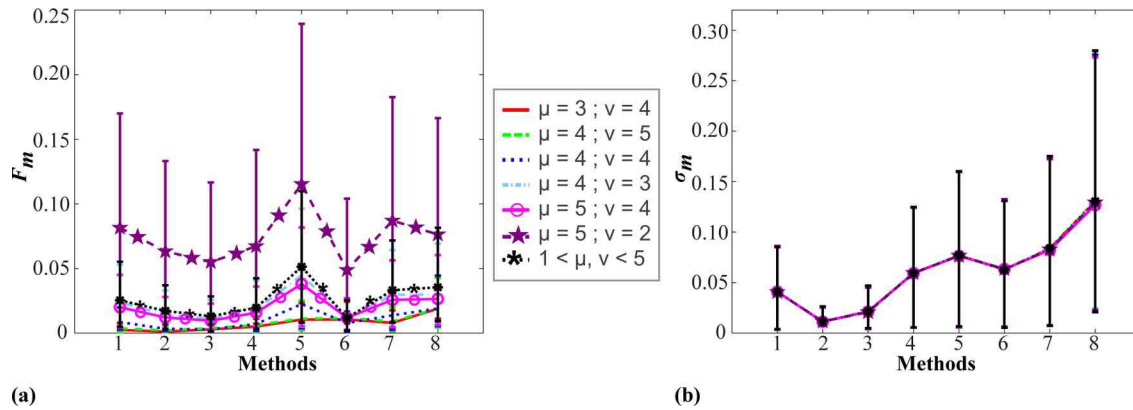 0.25
0.20
0.15
0.10
0.05
0
F_m
1 2 3 4 5 6 7 8
Methods
(a)
μ = 3 ; ν = 4
μ = 4 ; ν = 5
μ = 4 ; ν = 4
μ = 4 ; ν = 3
μ = 5 ; ν = 4
μ = 5 ; ν = 2
1 < μ, ν < 5
0.30
0.25
0.20
0.15
0.10
0.05
0
σ_m
1 2 3 4 5 6 7 8
Methods
(b)